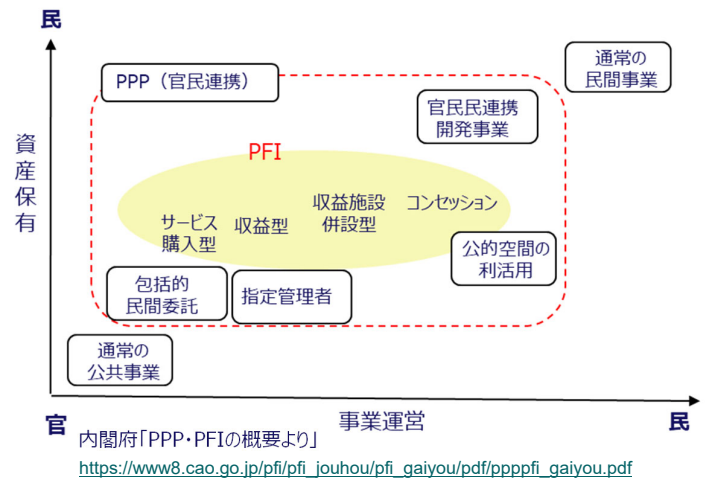 民
PPP（官民連携）
通常の
民間事業
官民民連携
開発事業
資産保有
PFI
サービス
購入型
収益型
収益施設
併設型
コンセッション
公的空間の
利活用
包括的
民間委託
指定管理者
通常の
公共事業
官
事業運営
民
内閣府「PPP・PFIの概要より」
https://www8.cao.go.jp/pfi/pfi_jouhou/pfi_gaiyou/pdf/ppppfi_gaiyou.pdf